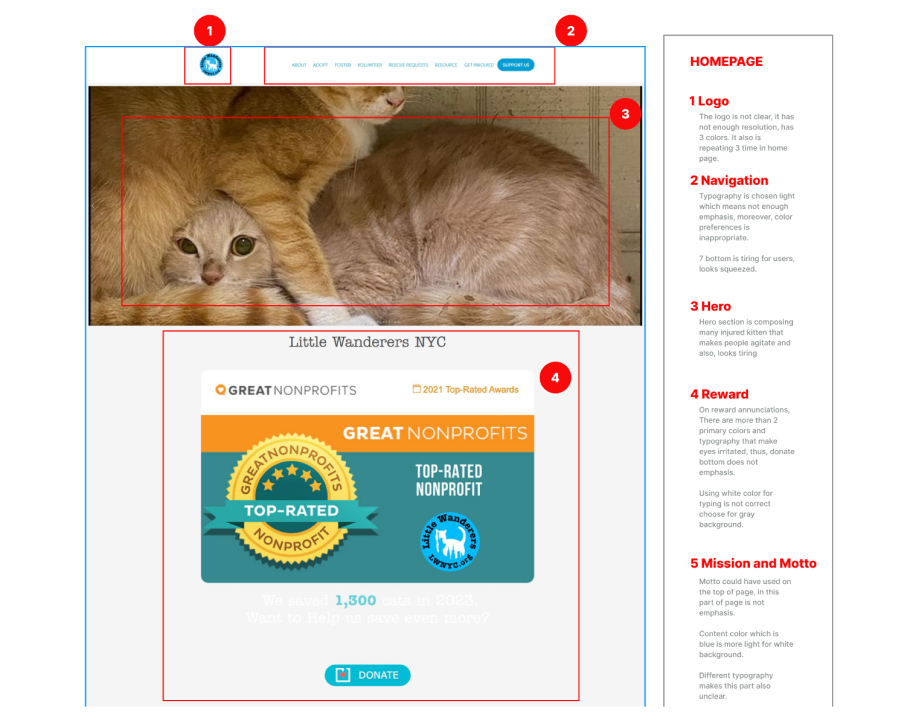 1
2
ABOUT ADOPT FOSTER VOLUNTEER RESCUE REQUESTS RESOURCE GET INVOLVED SUPPORT US
3
Little Wanderers NYC
4
GREATNONPROFITS
2021 Top-Rated Awards
GREAT NONPROFITS
GREATNONPROFITS
TOP-RATED
NONPROFIT
TOP-RATED
NONPROFIT
Little Wanderers
LWNYC.org
We saved 1,300 cats in 2023.
Want to Help us save even more?
DONATE
HOMEPAGE
1 Logo
The logo is not clear, it has
not enough resolution, has
3 colors. it also is
repeating 3 time in home
page.
2 Navigation
Typography is chosen light
which means not enough
emphasis, moreover, color
preferences is
inappropriate.
7 bottom is tiring for users,
looks squeezed.
3 Hero
Hero section is composing
many injured kitten that
makes people agitate and
also, looks tiring
4 Reward
On reward annunciations,
There are more than 2
primary colors and
typography that make
eyes irritated, thus, donate
bottom does not
emphasis.
Using white color for
typing is not correct
choose for gray
background.
5 Mission and Motto
Motto could have used on
the top of page, in this
part of page is not
emphasis.
Content color which is
blue is more light for white
background.
Different typography
makes this part also
unclear.